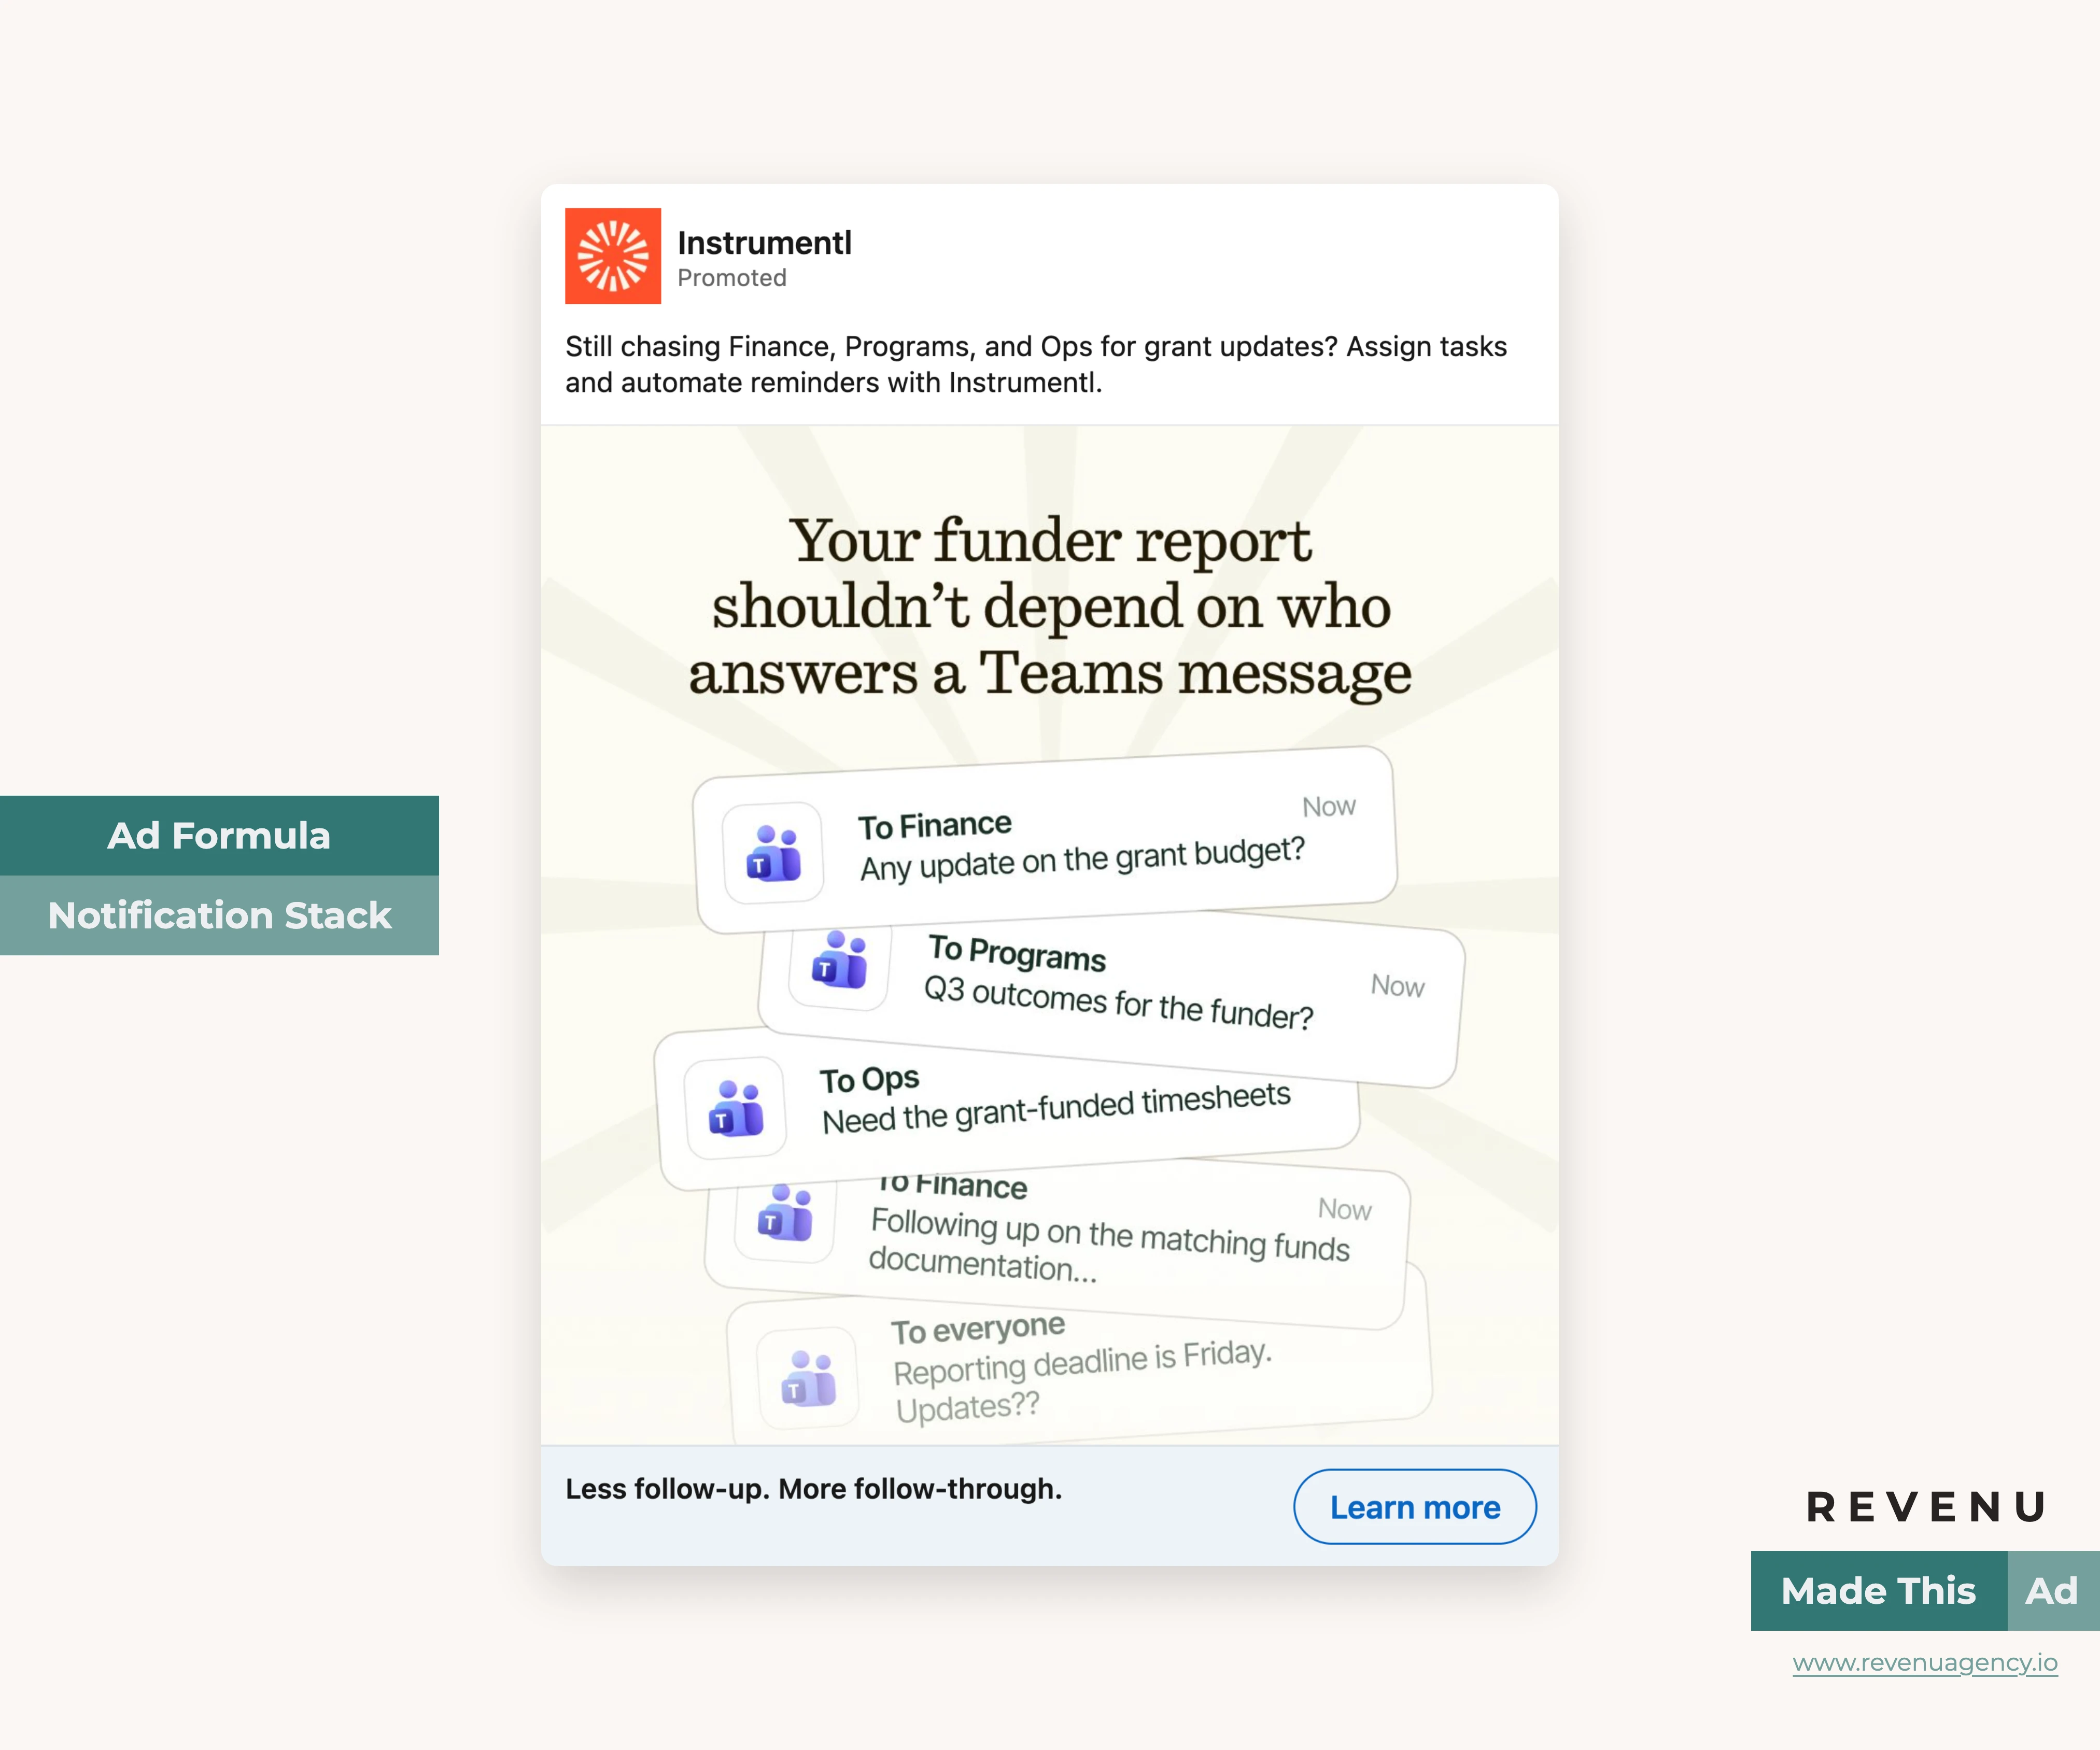 Instrumentl
Promoted
Still chasing Finance, Programs, and Ops for grant updates? Assign tasks
and automate reminders with Instrumentl.
Your funder report
shouldn’t depend on who
answers a Teams message
To Finance
Now
Any update on the grant budget?
To Programs
Now
Q3 outcomes for the funder?
To Ops
Need the grant-funded timesheets
To Finance
Now
Following up on the matching funds
documentation...
To everyone
Reporting deadline is Friday.
Updates??
Less follow-up. More follow-through.
Learn more
Ad Formula
Notification Stack
REVENU
Made This Ad
www.revenuagency.io